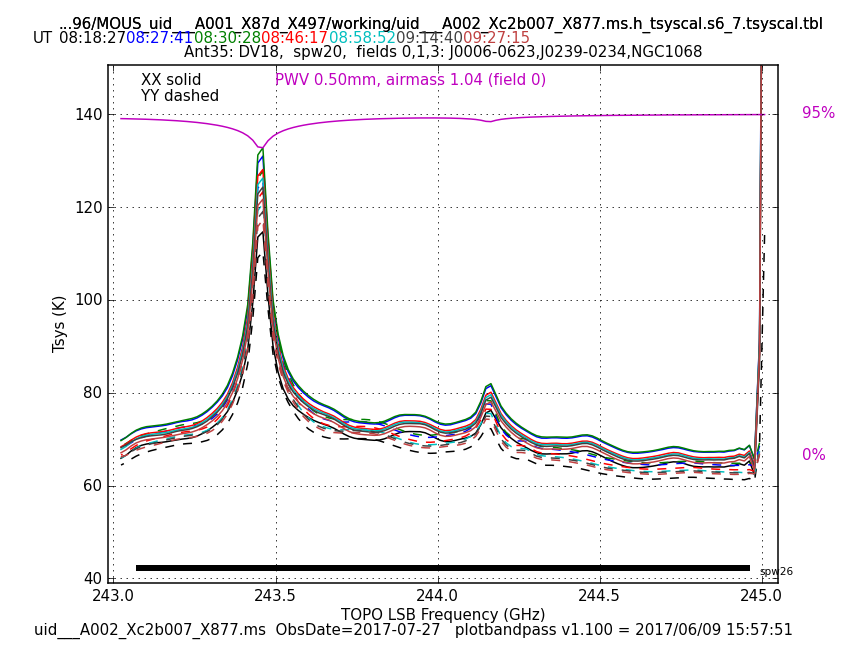 ...96/MOUS_uid___A001_X87d_X497/working/uid___A002_Xc2b007_X877.ms.h_tsyscal.s6_7.tsyscal.tbl
UT 08:18:27 08:27:41 08:30:28 08:46:17 08:58:52 09:14:40 09:27:15
Ant35: DV18, spw20, fields 0,1,3: J0006-0623,J0239-0234,NGC1068
XX solid
YY dashed
PWV 0.50mm, airmass 1.04 (field 0)
95%
0%
140
120
100
80
60
40
Tsys (K)
spw26
243.0 243.5 244.0 244.5 245.0
TOPO LSB Frequency (GHz)
uid___A002_Xc2b007_X877.ms ObsDate=2017-07-27 plotbandpass v1.100 = 2017/06/09 15:57:51